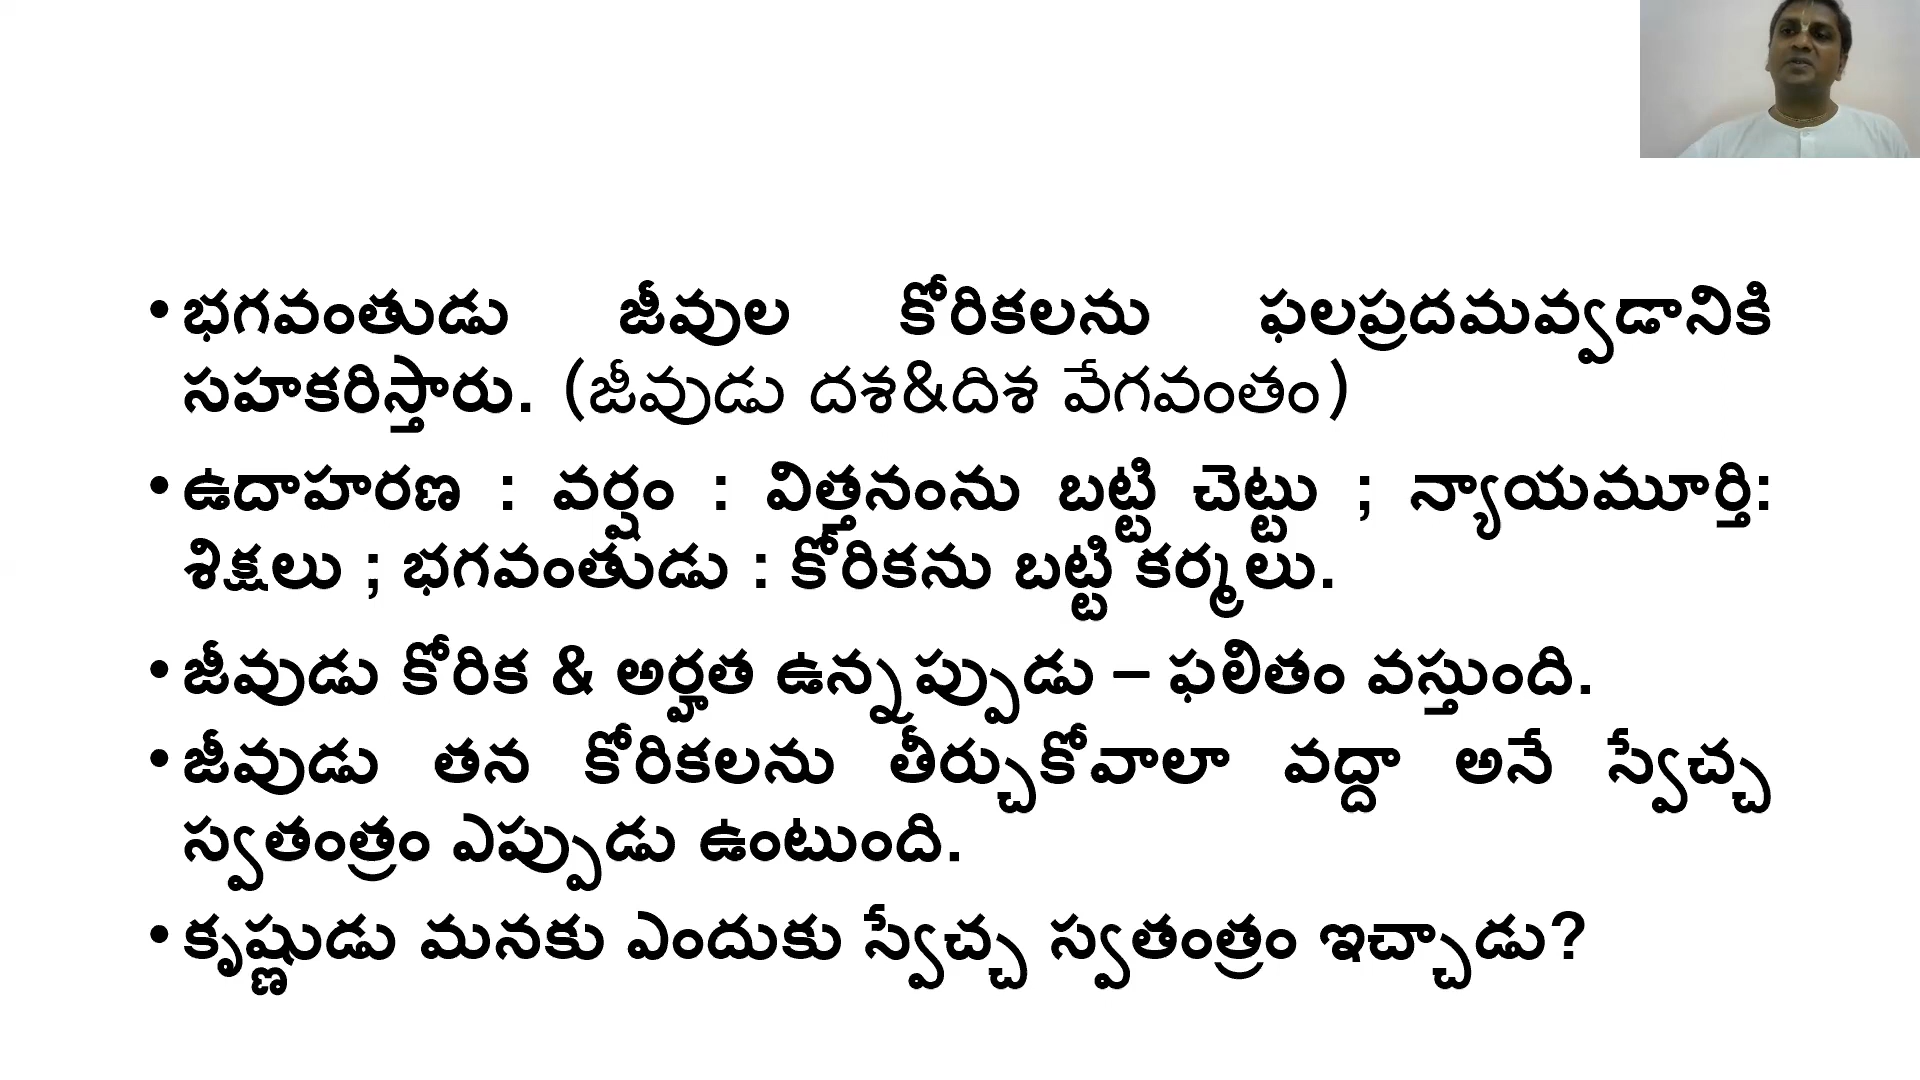 • భగవంతుడు జీవుల కోరికలను ఫలప్రదమవ్వడానికి
సహకరిస్తారు. (జీవుడు దశ&దిశ వేగవంతం)
• ఉదాహరణ : వర్షం : విత్తనంను బట్టి చెట్టు ; న్యాయమూర్తి:
శిక్షలు ; భగవంతుడు : కోరికను బట్టి కర్మలు.
• జీవుడు కోరిక & అర్హత ఉన్నప్పుడు – ఫలితం వస్తుంది.
• జీవుడు తన కోరికలను తీర్చుకోవాలా వద్దా అనే స్వేచ్చ
స్వతంత్రం ఎప్పుడు ఉంటుంది.
• కృష్ణుడు మనకు ఎందుకు స్వేచ్చ స్వతంత్రం ఇచ్చాడు?